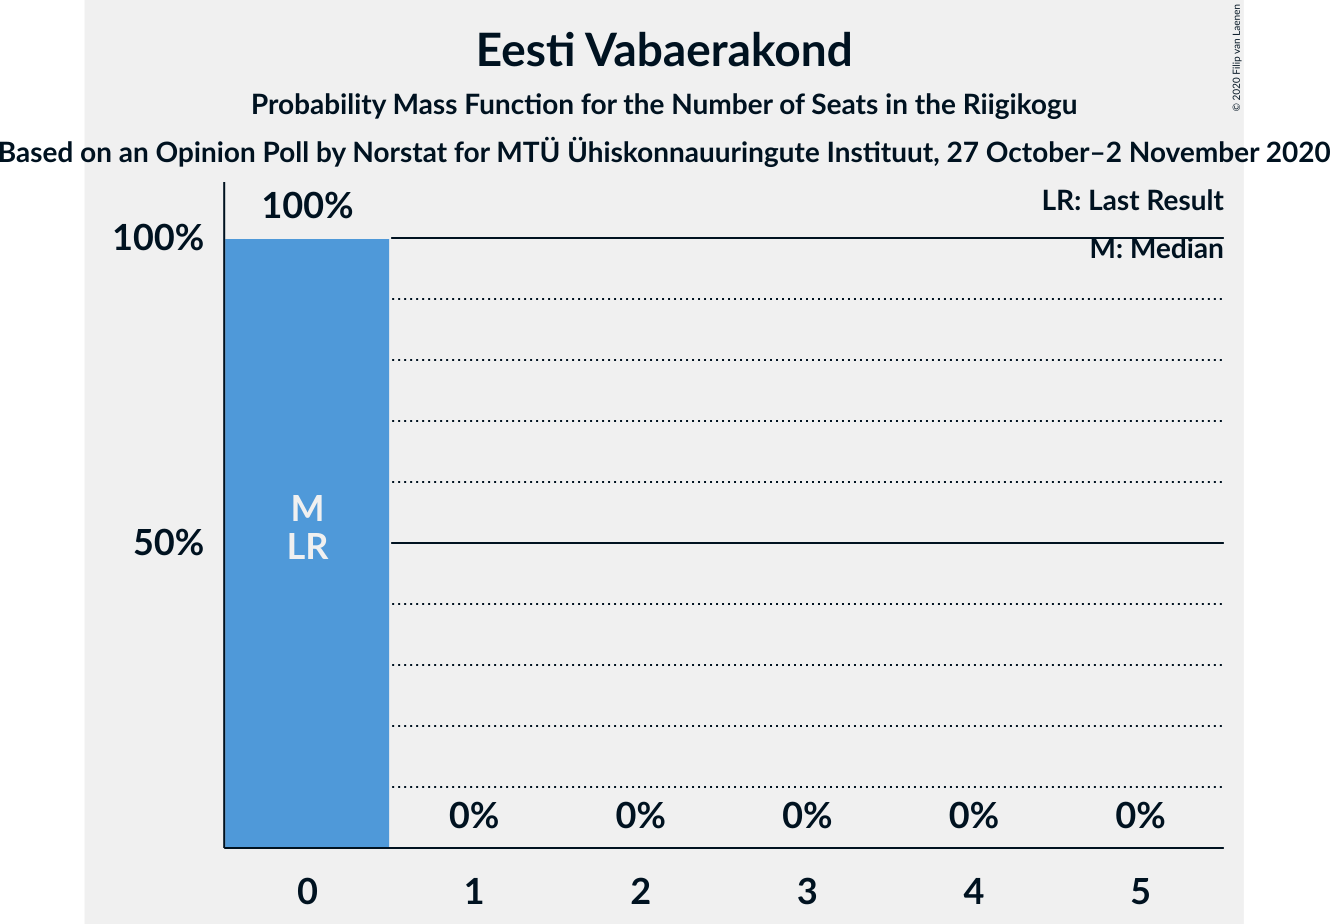 Eesti Vabaerakond
Probability Mass Function for the Number of Seats in the Riigikogu
Based on an Opinion Poll by Norstat for MTÜ Ühiskonnauuringute Instituut, 27 October–2 November 2020
© 2020 Filip van Laenen
LR: Last Result
M: Median
100%
100%
50%
M
LR
0% 0% 0% 0% 0%
0 1 2 3 4 5